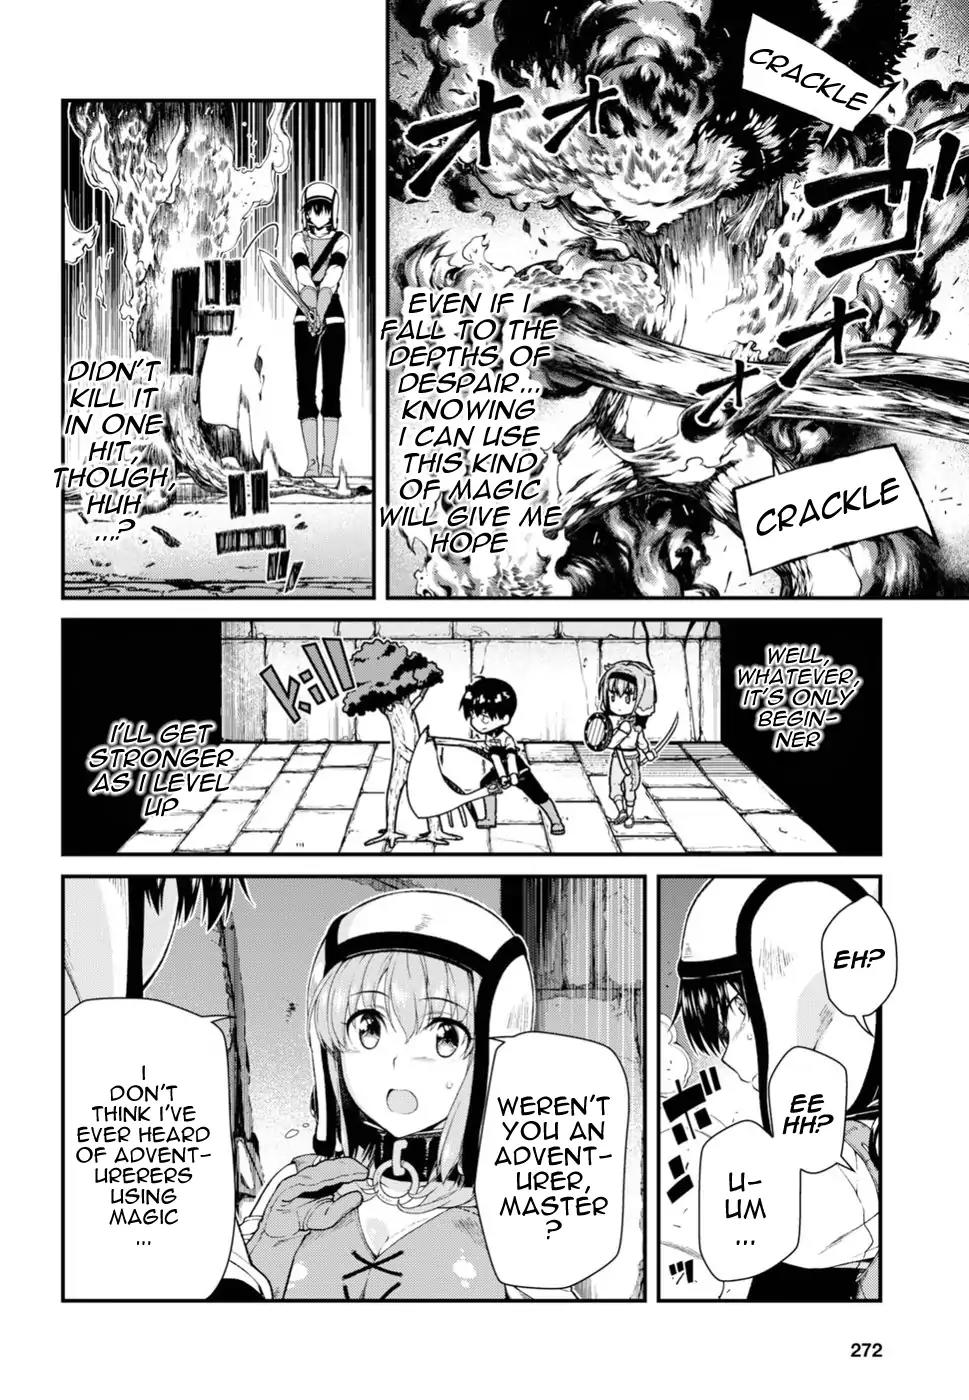 CRACKLE
オオオ
ゴ
EVEN IF I
FALL TO THE
DEPTHS OF
DESPAIR...
KNOWING
I CAN USE
THIS KIND
OF MAGIC
WILL GIVE ME
HOPE
CRACKLE
DIDN'T
KILL IT
IN ONE
HIT,
THOUGH,
HUH
...?
WELL,
WHATEVER,
IT'S ONLY
BEGIN-
NER
kill
I'LL GET
STRONGER
AS I LEVEL
UP
EH?
EE
HH?
U-
UM
...
WEREN'T
YOU AN
ADVENT-
URER,
MASTER
?
I
DON'T
THINK I'VE
EVER HEARD
OF ADVENT-
URERERS
USING
MAGIC
...
272